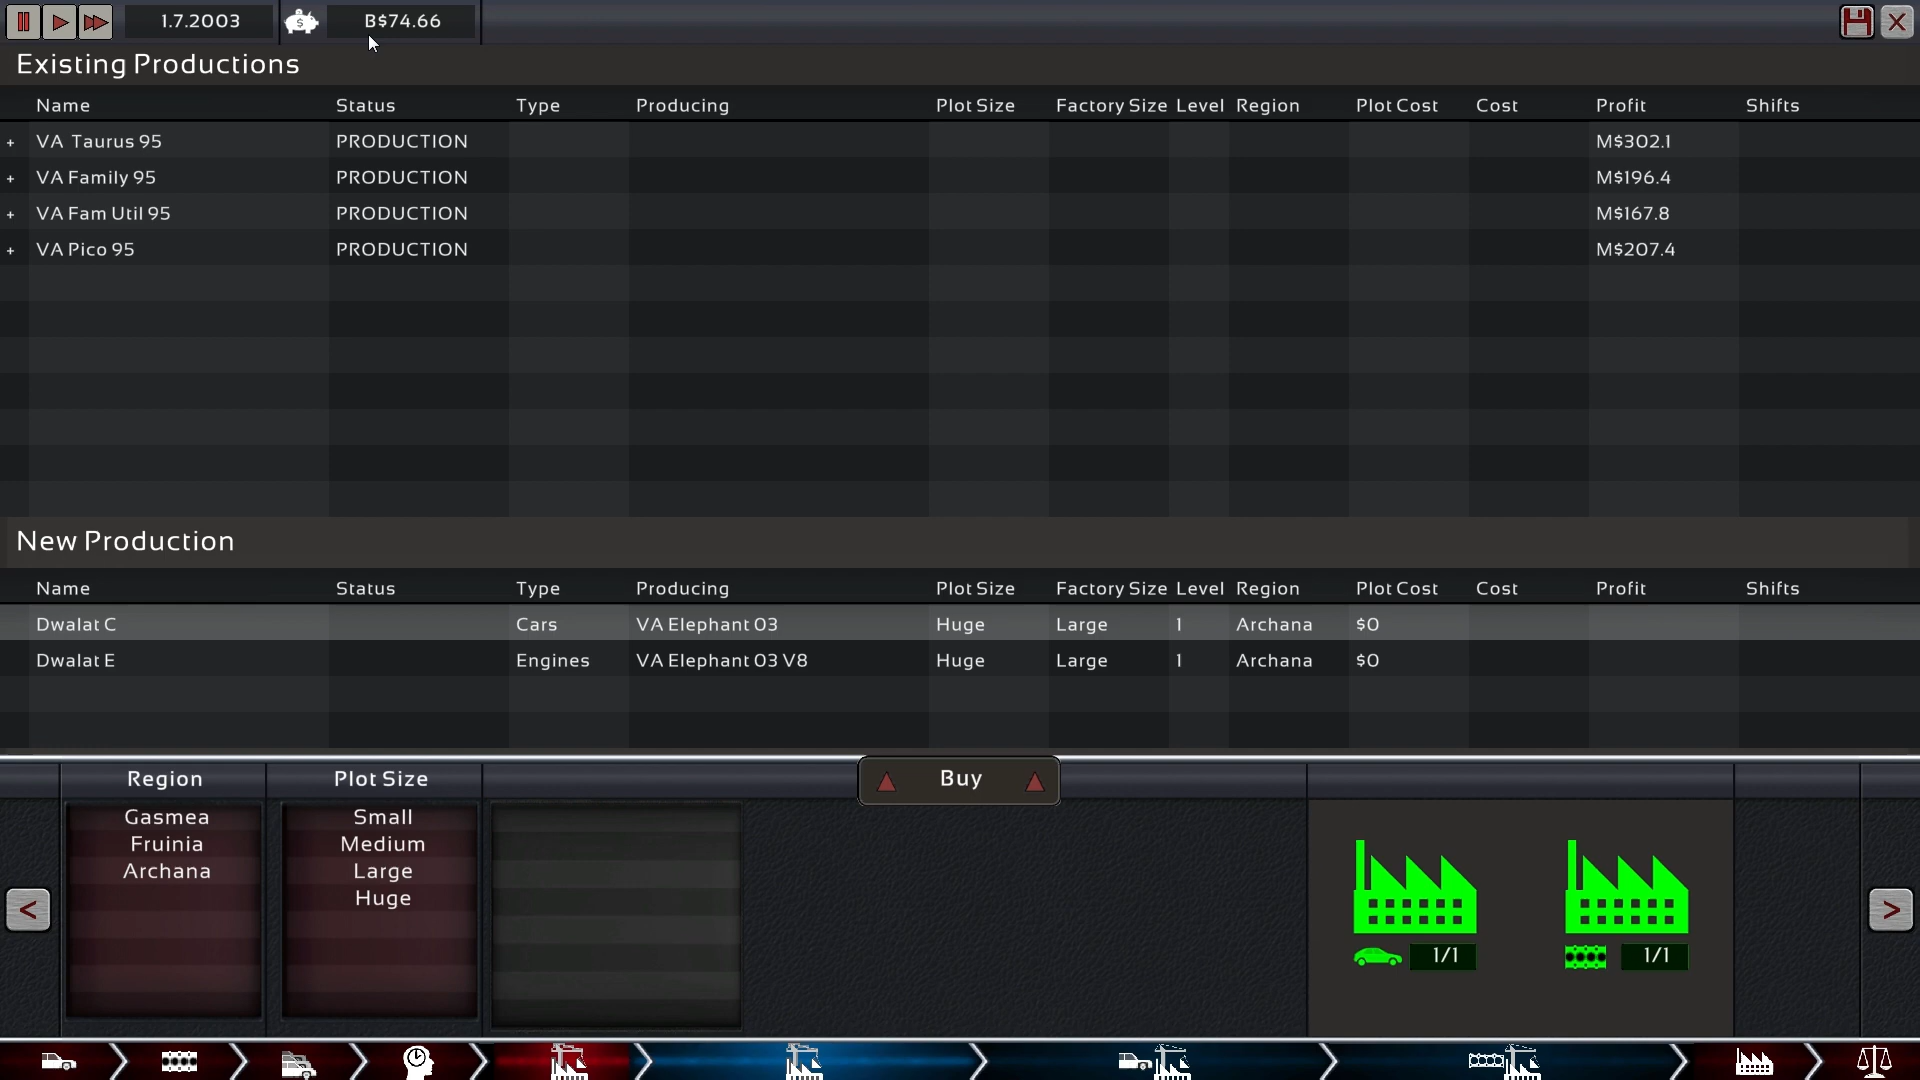 1.7.2003 B$74.66
Existing Productions
Name Status Type Producing Plot Size Factory Size Level Region Plot Cost Cost Profit Shifts
+ VA Taurus 95 PRODUCTION M$302.1
+ VA Family 95 PRODUCTION M$196.4
+ VA Fam Util 95 PRODUCTION M$167.8
+ VA Pico 95 PRODUCTION M$207.4
New Production
Name Status Type Producing Plot Size Factory Size Level Region Plot Cost Cost Profit Shifts
Dwalat C Cars VA Elephant 03 Huge Large 1 Archana $0
Dwalat E Engines VA Elephant 03 V8 Huge Large 1 Archana $0
Region Plot Size Buy
Gasmea Small
Fruinia Medium
Archana Large
Huge
< >
1/1 1/1